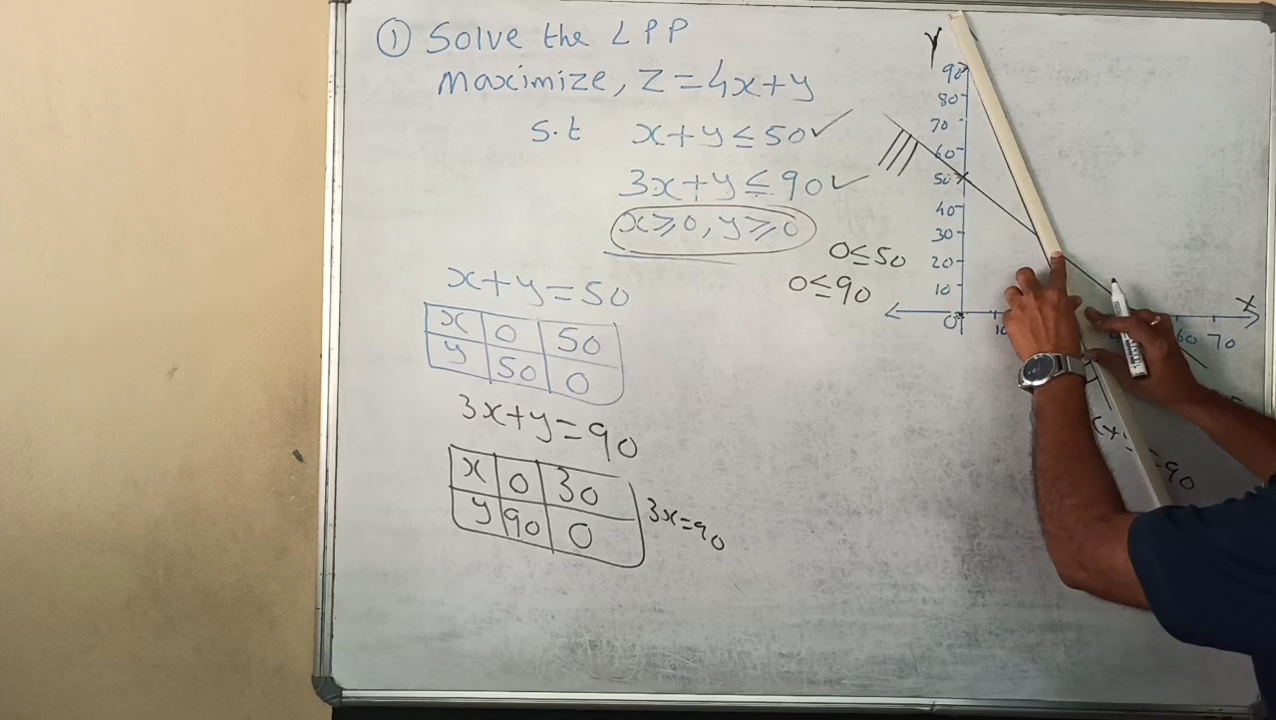 ① Solve the LPP
Maximize, Z = 4x+y
S.t x+y ≤ 50 ✓
3x+y ≤ 90 ✓
x ≥ 0, y ≥ 0
0 ≤ 50
0 ≤ 90
x+y = 50
x 0 50
y 50 0
3x+y = 90
x 0 30
y 90 0
3x = 90
Y
90
80
70
60
50
40
30
20
10
0
60 70
X
= 90